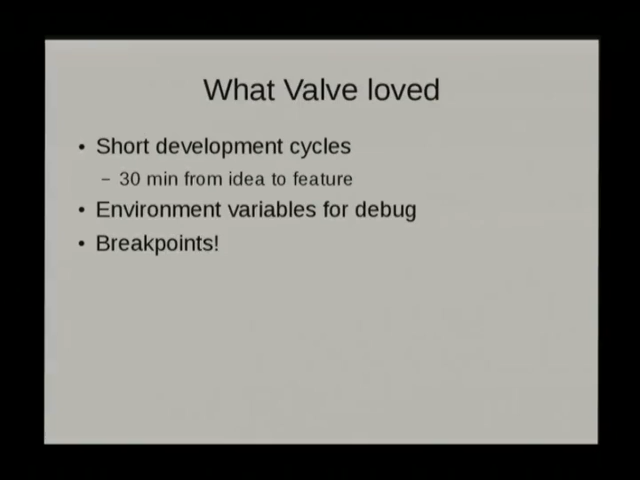 What Valve loved
• Short development cycles
– 30 min from idea to feature
• Environment variables for debug
• Breakpoints!